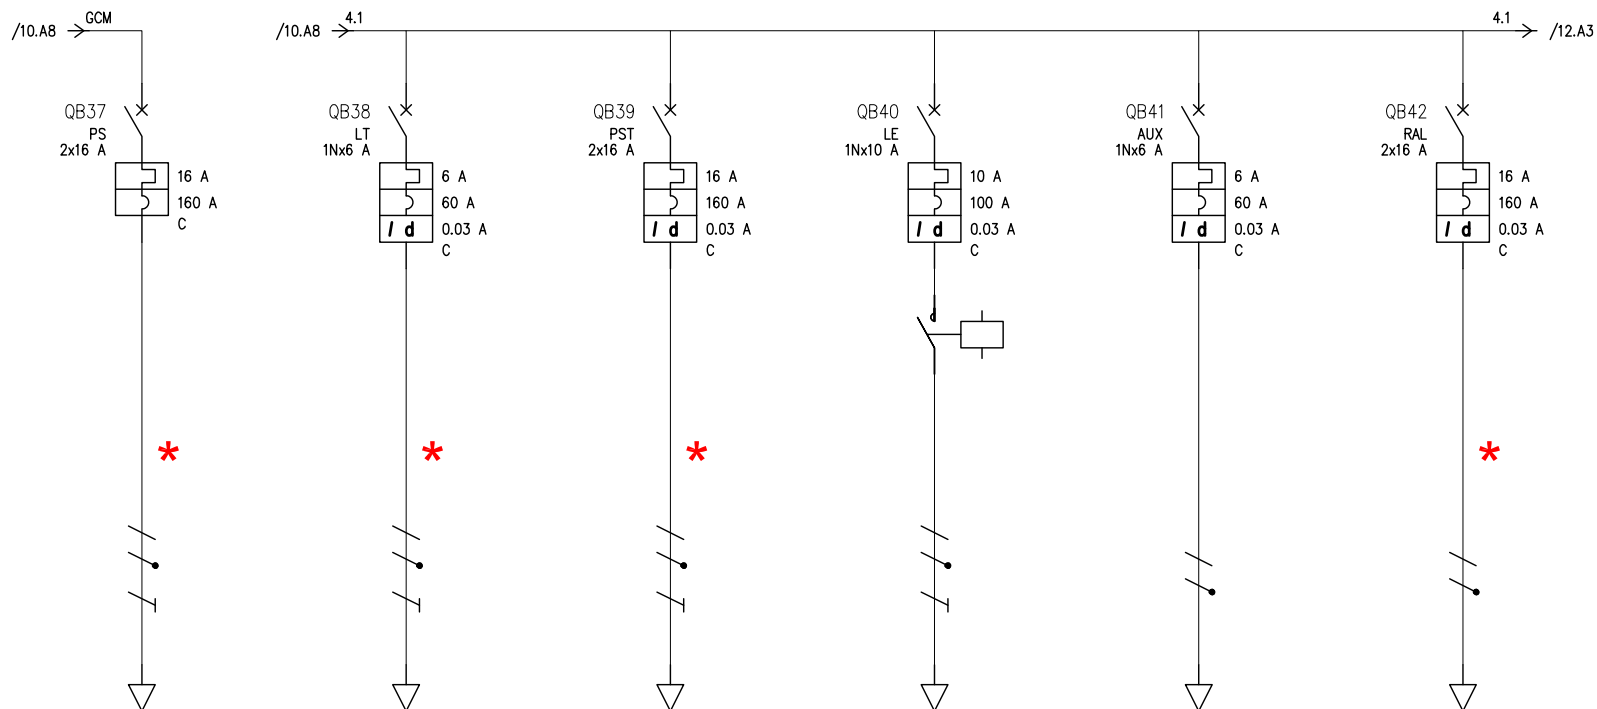 GCM
/10.A8
/10.A8
4.1
4.1
/12.A3
QB37
PS
2x16 A
16 A
160 A
C
QB38
LT
1Nx6 A
6 A
60 A
I d
0.03 A
C
QB39
PST
2x16 A
16 A
160 A
I d
0.03 A
C
QB40
LE
1Nx10 A
10 A
100 A
I d
0.03 A
C
QB41
AUX
1Nx6 A
6 A
60 A
I d
0.03 A
C
QB42
RAL
2x16 A
16 A
160 A
I d
0.03 A
C
*
*
*
*